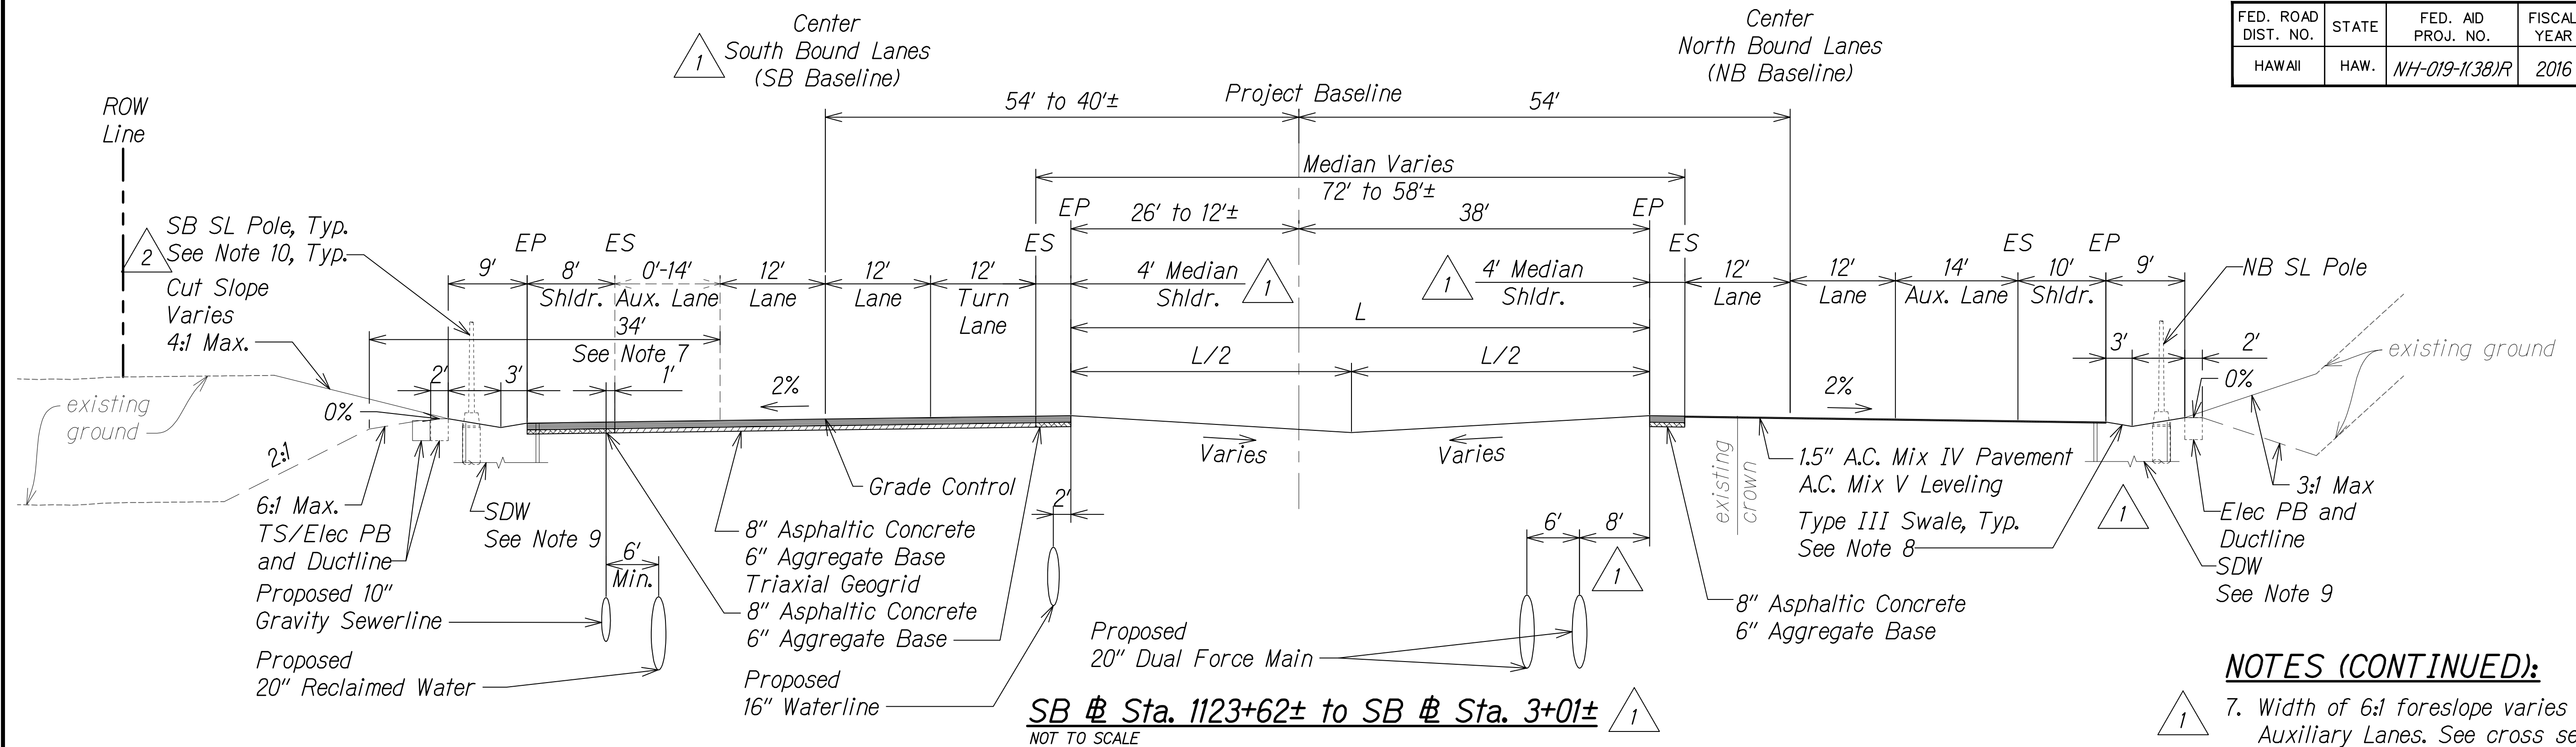 FED. ROAD DIST. NO.
STATE
FED. AID PROJ. NO.
FISCAL YEAR
HAWAII
HAW.
NH-019-1(38)R
2016
Center
South Bound Lanes
(SB Baseline)
1
Center
North Bound Lanes
(NB Baseline)
ROW
Line
54' to 40'±
Project Baseline
54'
Median Varies
72' to 58'±
EP
26' to 12'±
38'
EP
2
SB SL Pole, Typ.
See Note 10, Typ.
EP
ES
ES
ES
ES
EP
9'
8'
Shldr.
0'-14'
Aux. Lane
12'
Lane
12'
Lane
12'
Turn
Lane
4' Median
Shldr.
1
1
4' Median
Shldr.
12'
Lane
12'
Lane
14'
Aux. Lane
10'
Shldr.
9'
NB SL Pole
Cut Slope
Varies
4:1 Max.
34'
See Note 7
L
L/2
L/2
2'
3'
1'
2%
2%
3'
2'
existing ground
0%
0%
existing
ground
2:1
Varies
Varies
existing
crown
6:1 Max.
TS/Elec PB
and Ductline
SDW
See Note 9
Grade Control
8" Asphaltic Concrete
6" Aggregate Base
Triaxial Geogrid
8" Asphaltic Concrete
6" Aggregate Base
2'
6'
8'
1
1.5" A.C. Mix IV Pavement
A.C. Mix V Leveling
Type III Swale, Typ.
See Note 8
1
3:1 Max
Elec PB and
Ductline
SDW
See Note 9
6'
Min.
Proposed 10"
Gravity Sewerline
Proposed
20" Reclaimed Water
Proposed
16" Waterline
Proposed
20" Dual Force Main
8" Asphaltic Concrete
6" Aggregate Base
SB BL Sta. 1123+62± to SB BL Sta. 3+01±
1
NOT TO SCALE
NOTES (CONTINUED):
1
7. Width of 6:1 foreslope varies
Auxiliary Lanes. See cross se